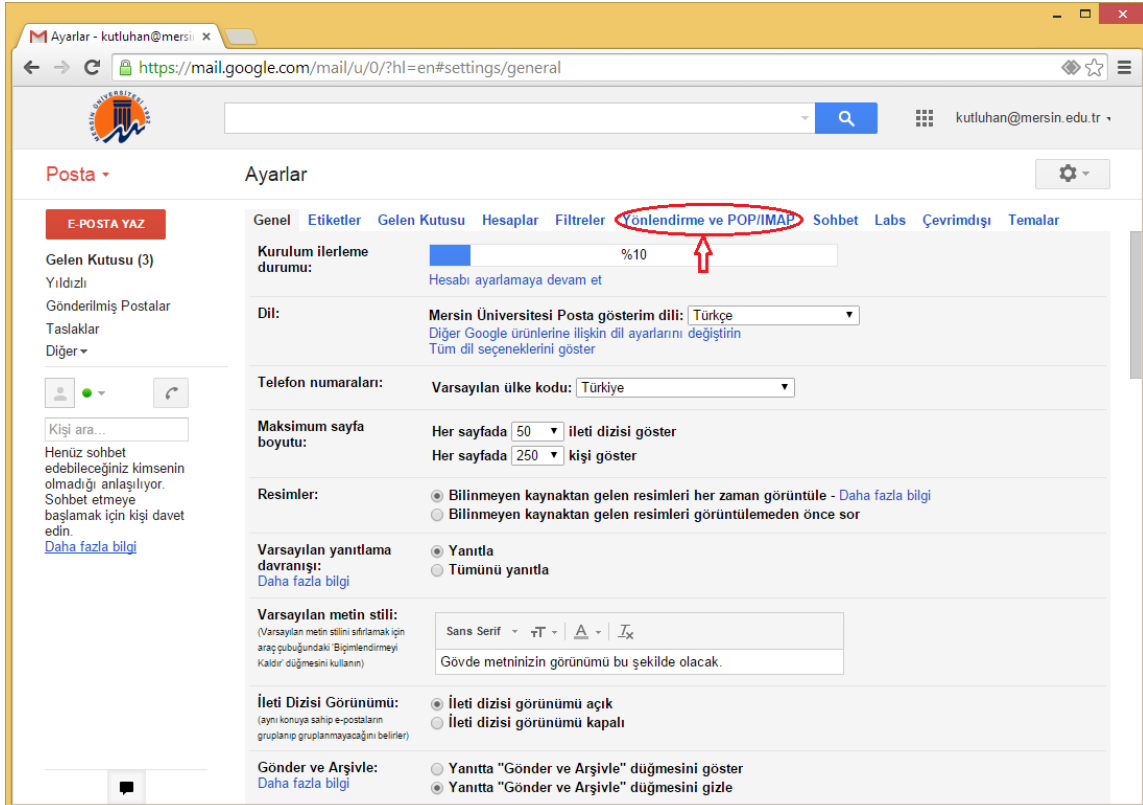 Ayarlar - kutluhan@mersi
https://mail.google.com/mail/u/0/?hl=en#settings/general
MERSİN ÜNİVERSİTESİ 1992
kutluhan@mersin.edu.tr
Posta
Ayarlar
E-POSTA YAZ
Genel Etiketler Gelen Kutusu Hesaplar Filtreler Yönlendirme ve POP/IMAP Sohbet Labs Çevrimdışı Temalar
Gelen Kutusu (3)
Yıldızlı
Gönderilmiş Postalar
Taslaklar
Diğer
Kişi ara...
Henüz sohbet
edebileceğiniz kimsenin
olmadığı anlaşılıyor.
Sohbet etmeye
başlamak için kişi davet
edin.
Daha fazla bilgi
Kurulum ilerleme
durumu:
%10
Hesabı ayarlamaya devam et
Dil:
Mersin Üniversitesi Posta gösterim dili: Türkçe
Diğer Google ürünlerine ilişkin dil ayarlarını değiştirin
Tüm dil seçeneklerini göster
Telefon numaraları:
Varsayılan ülke kodu: Türkiye
Maksimum sayfa
boyutu:
Her sayfada 50 ileti dizisi göster
Her sayfada 250 kişi göster
Resimler:
Bilinmeyen kaynaktan gelen resimleri her zaman görüntüle - Daha fazla bilgi
Bilinmeyen kaynaktan gelen resimleri görüntülemeden önce sor
Varsayılan yanıtlama
davranışı:
Daha fazla bilgi
Yanıtla
Tümünü yanıtla
Varsayılan metin stili:
(Varsayılan metin stilini sıfırlamak için
araç çubuğundaki 'Biçimlendirmeyi
Kaldır' düğmesini kullanın)
Sans Serif
Gövde metninizin görünümü bu şekilde olacak.
İleti Dizisi Görünümü:
(aynı konuya sahip e-postaların
gruplanıp gruplanmayacağını belirler)
İleti dizisi görünümü açık
İleti dizisi görünümü kapalı
Gönder ve Arşivle:
Daha fazla bilgi
Yanıtta "Gönder ve Arşivle" düğmesini göster
Yanıtta "Gönder ve Arşivle" düğmesini gizle